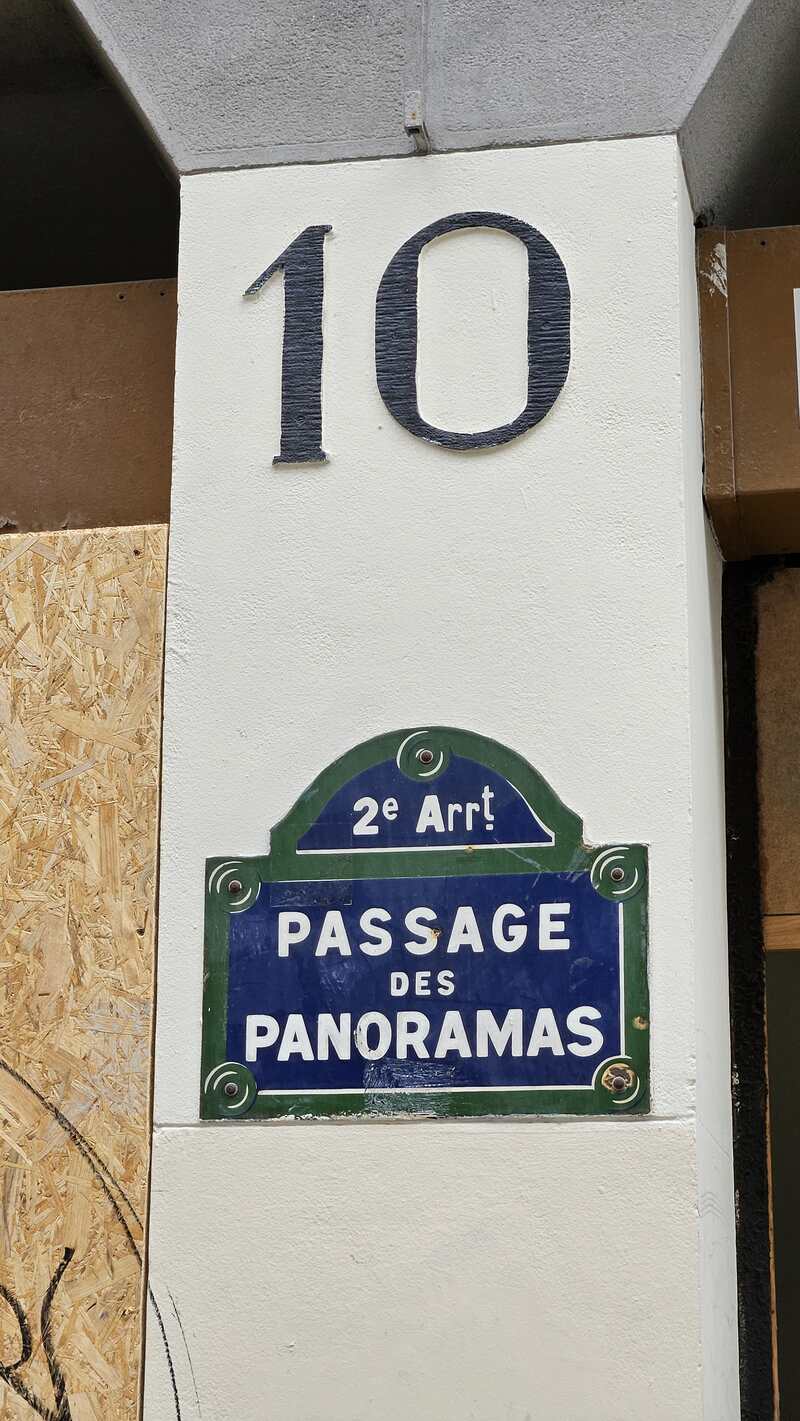 10
2e Arrt
PASSAGE
DES
PANORAMAS